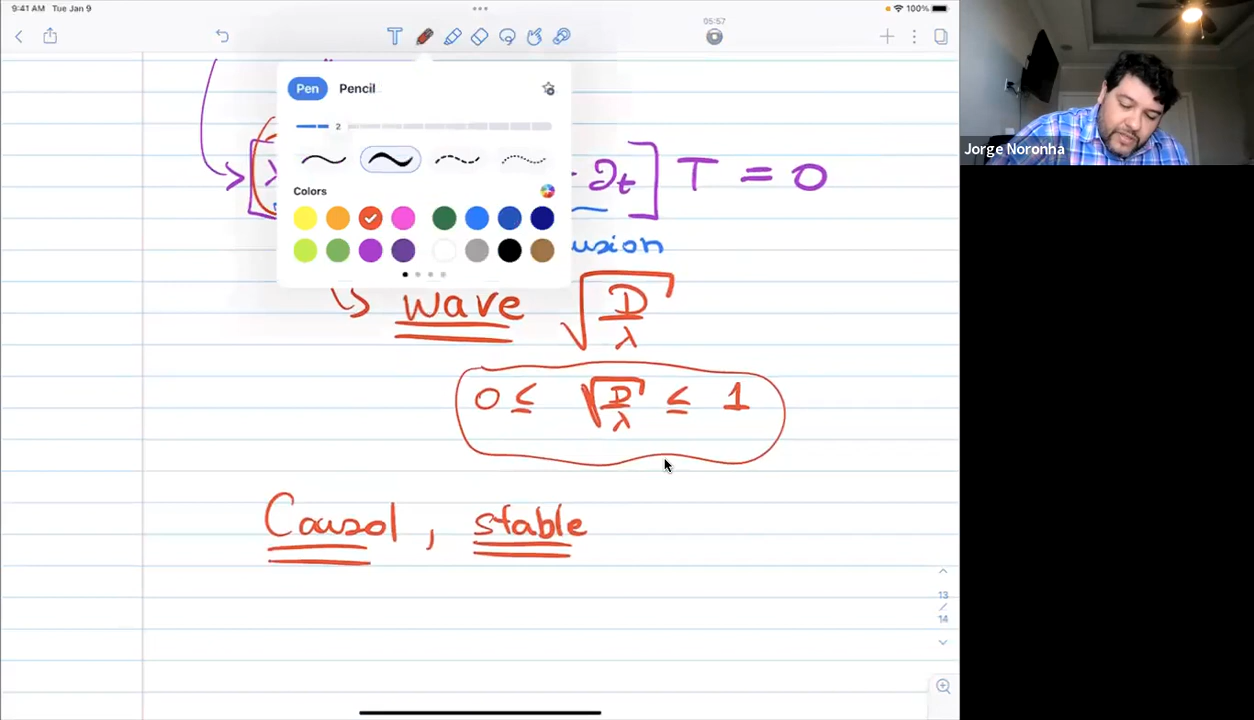 9:41 AM Tue Jan 9
100%
05:57
T
Pen Pencil
2
Colors
∂t ] T = 0
usion
↳ wave √(D/λ)
0 ≤ √(D/λ) ≤ 1
Causal, stable
13
/
14
Jorge Noronha